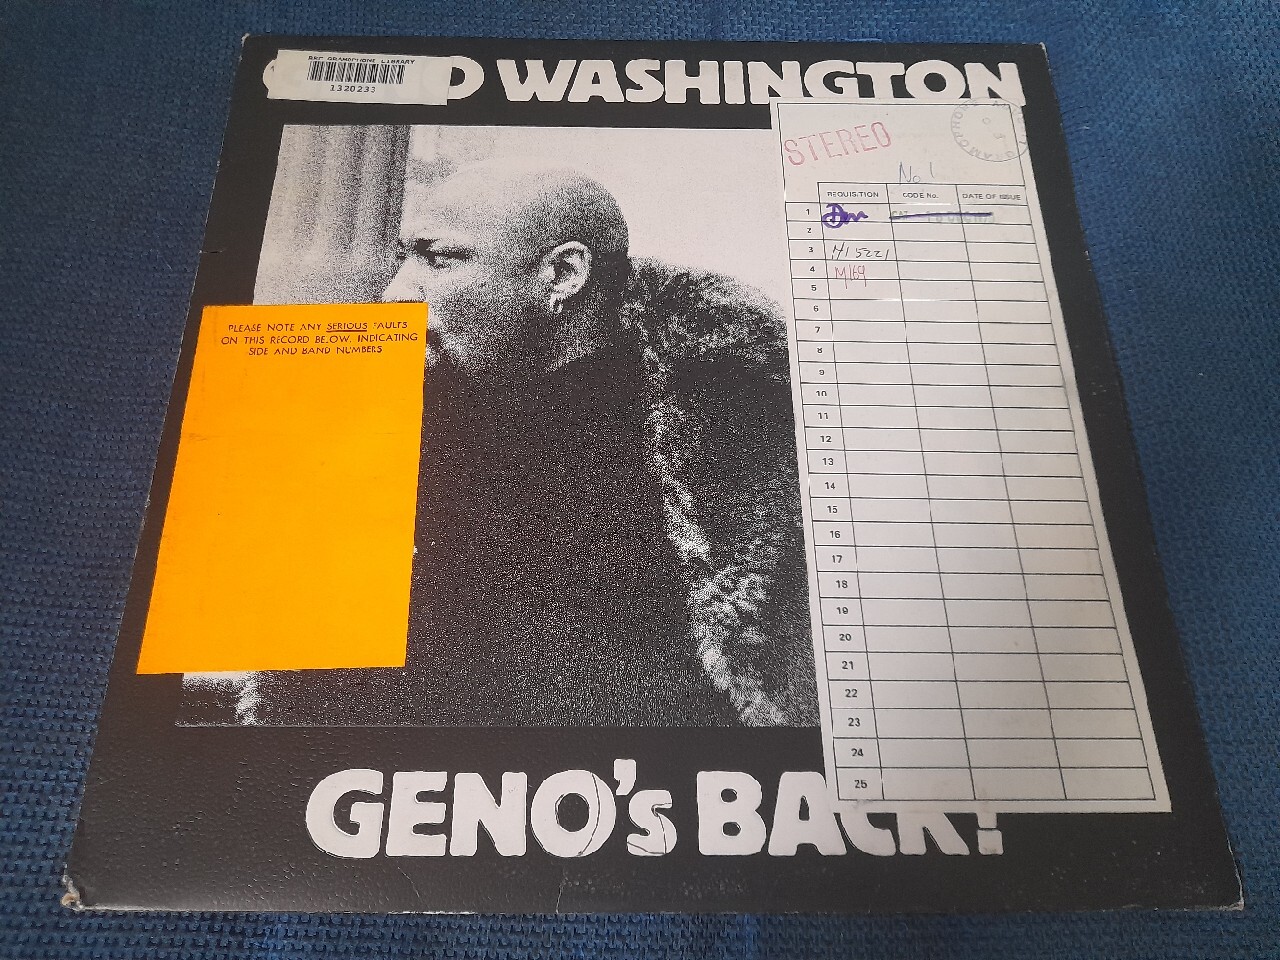 BBC GRAMOPHONE LIBRARY
1320233
G O WASHINGTON
STEREO
No 1
REQUISITION CODE No. DATE OF ISSUE
1
2
3 H15221
4 M169
5
6
7
8
9
10
11
12
13
14
15
16
17
18
19
20
21
22
23
24
25
PLEASE NOTE ANY SERIOUS FAULTS
ON THIS RECORD BELOW, INDICATING
SIDE AND BAND NUMBERS
GENO's BACK!